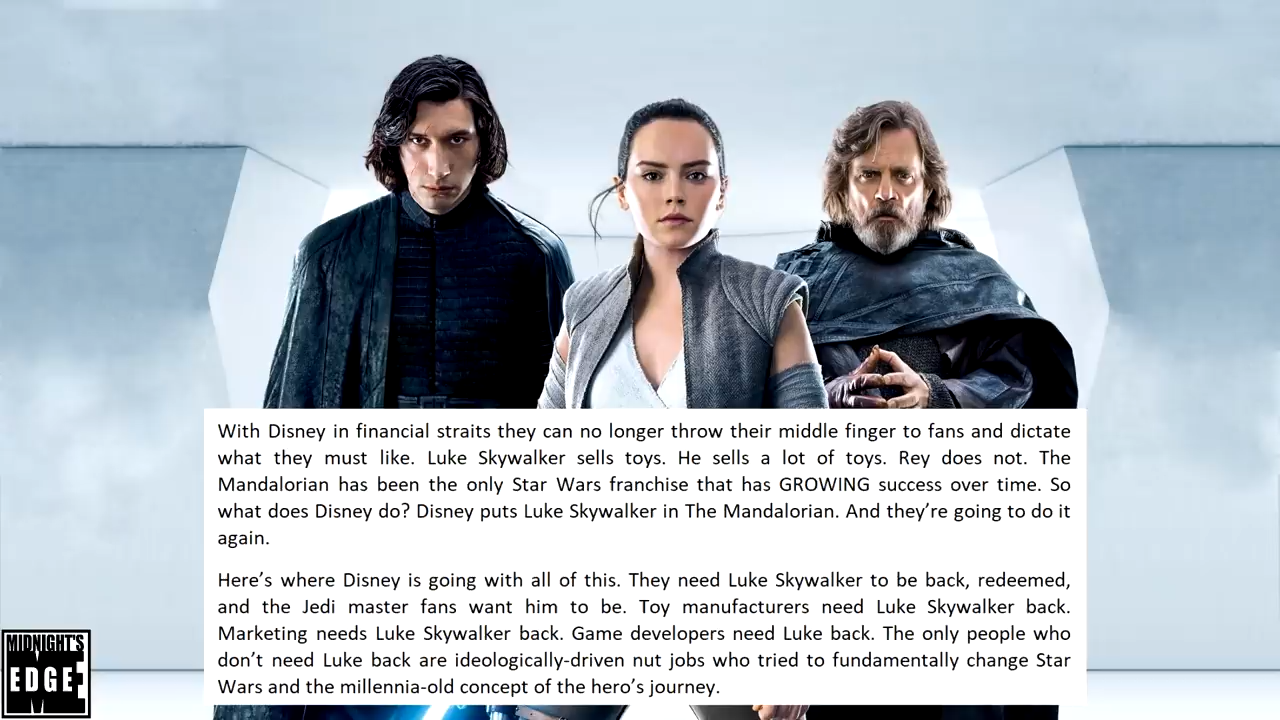 With Disney in financial straits they can no longer throw their middle finger to fans and dictate
what they must like. Luke Skywalker sells toys. He sells a lot of toys. Rey does not. The
Mandalorian has been the only Star Wars franchise that has GROWING success over time. So
what does Disney do? Disney puts Luke Skywalker in The Mandalorian. And they’re going to do it
again.
Here’s where Disney is going with all of this. They need Luke Skywalker to be back, redeemed,
and the Jedi master fans want him to be. Toy manufacturers need Luke Skywalker back.
Marketing needs Luke Skywalker back. Game developers need Luke back. The only people who
don’t need Luke back are ideologically-driven nut jobs who tried to fundamentally change Star
Wars and the millennia-old concept of the hero’s journey.
MIDNIGHT'S
EDGE
ME